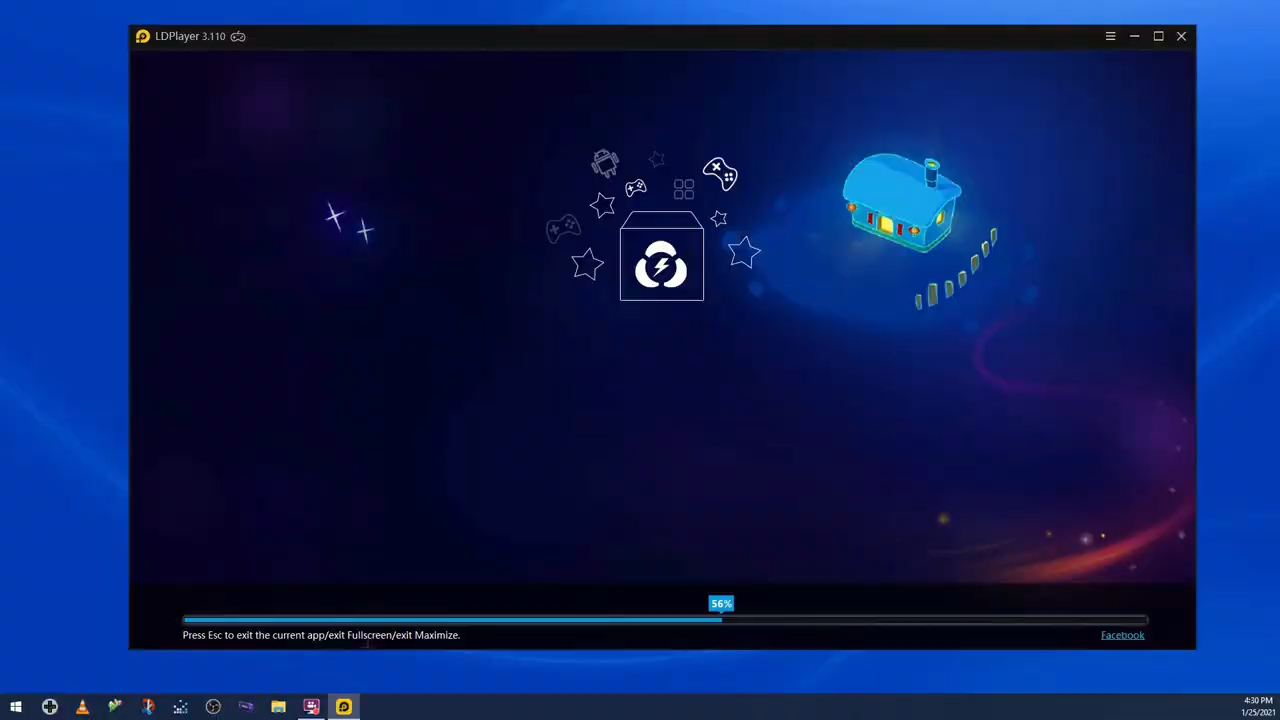 LDPlayer 3.110
56%
Press Esc to exit the current app/exit Fullscreen/exit Maximize.
Facebook
4:30 PM
1/25/2021